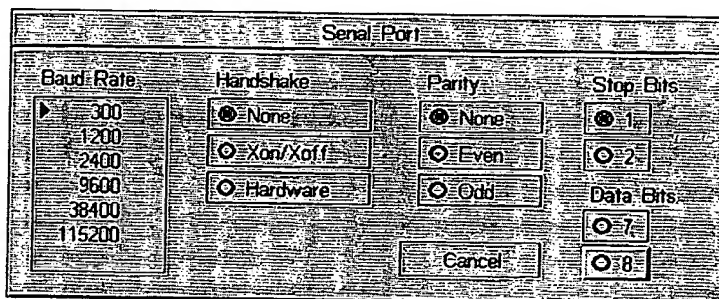 Serial Port
Baud Rate
300
1200
2400
9600
38400
115200
Handshake
None
Xon/Xoff
Hardware
Parity
None
Even
Odd
Cancel
Stop Bits
1
2
Data Bits
7
8